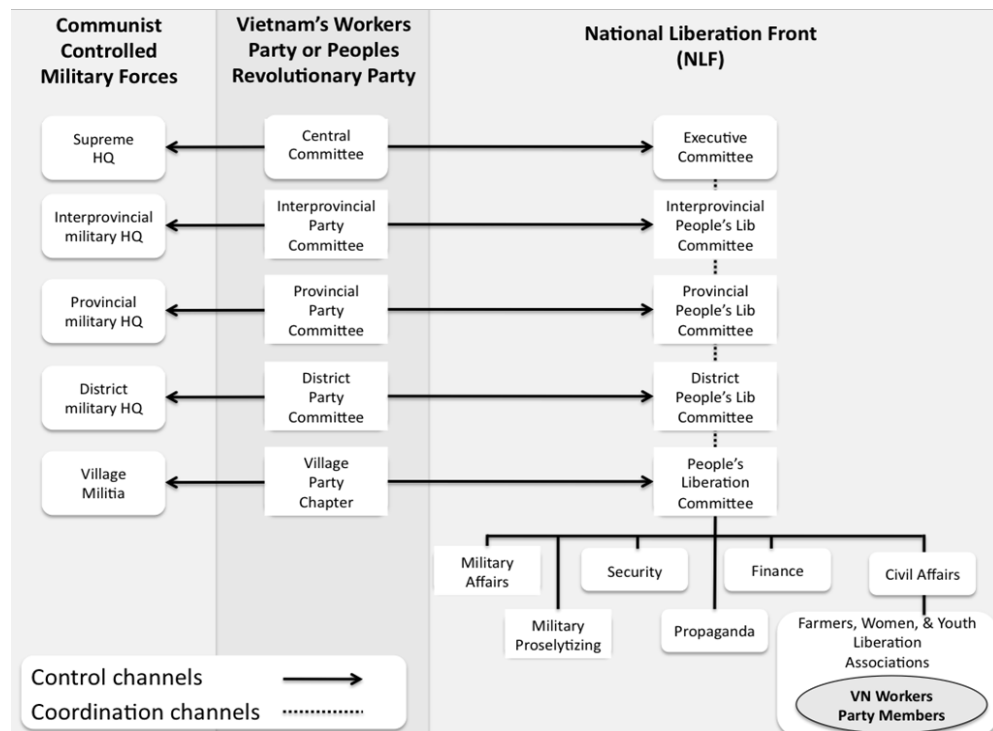 Communist
Controlled
Military Forces
Vietnam’s Workers
Party or Peoples
Revolutionary Party
National Liberation Front
(NLF)
Supreme
HQ
Central
Committee
Executive
Committee
Interprovincial
military HQ
Interprovincial
Party
Committee
Interprovincial
People’s Lib
Committee
Provincial
military HQ
Provincial
Party
Committee
Provincial
People’s Lib
Committee
District
military HQ
District
Party
Committee
District
People’s Lib
Committee
Village
Militia
Village
Party
Chapter
People’s
Liberation
Committee
Military
Affairs
Security
Finance
Civil Affairs
Military
Proselytizing
Propaganda
Farmers, Women, & Youth
Liberation
Associations
VN Workers
Party Members
Control channels
Coordination channels